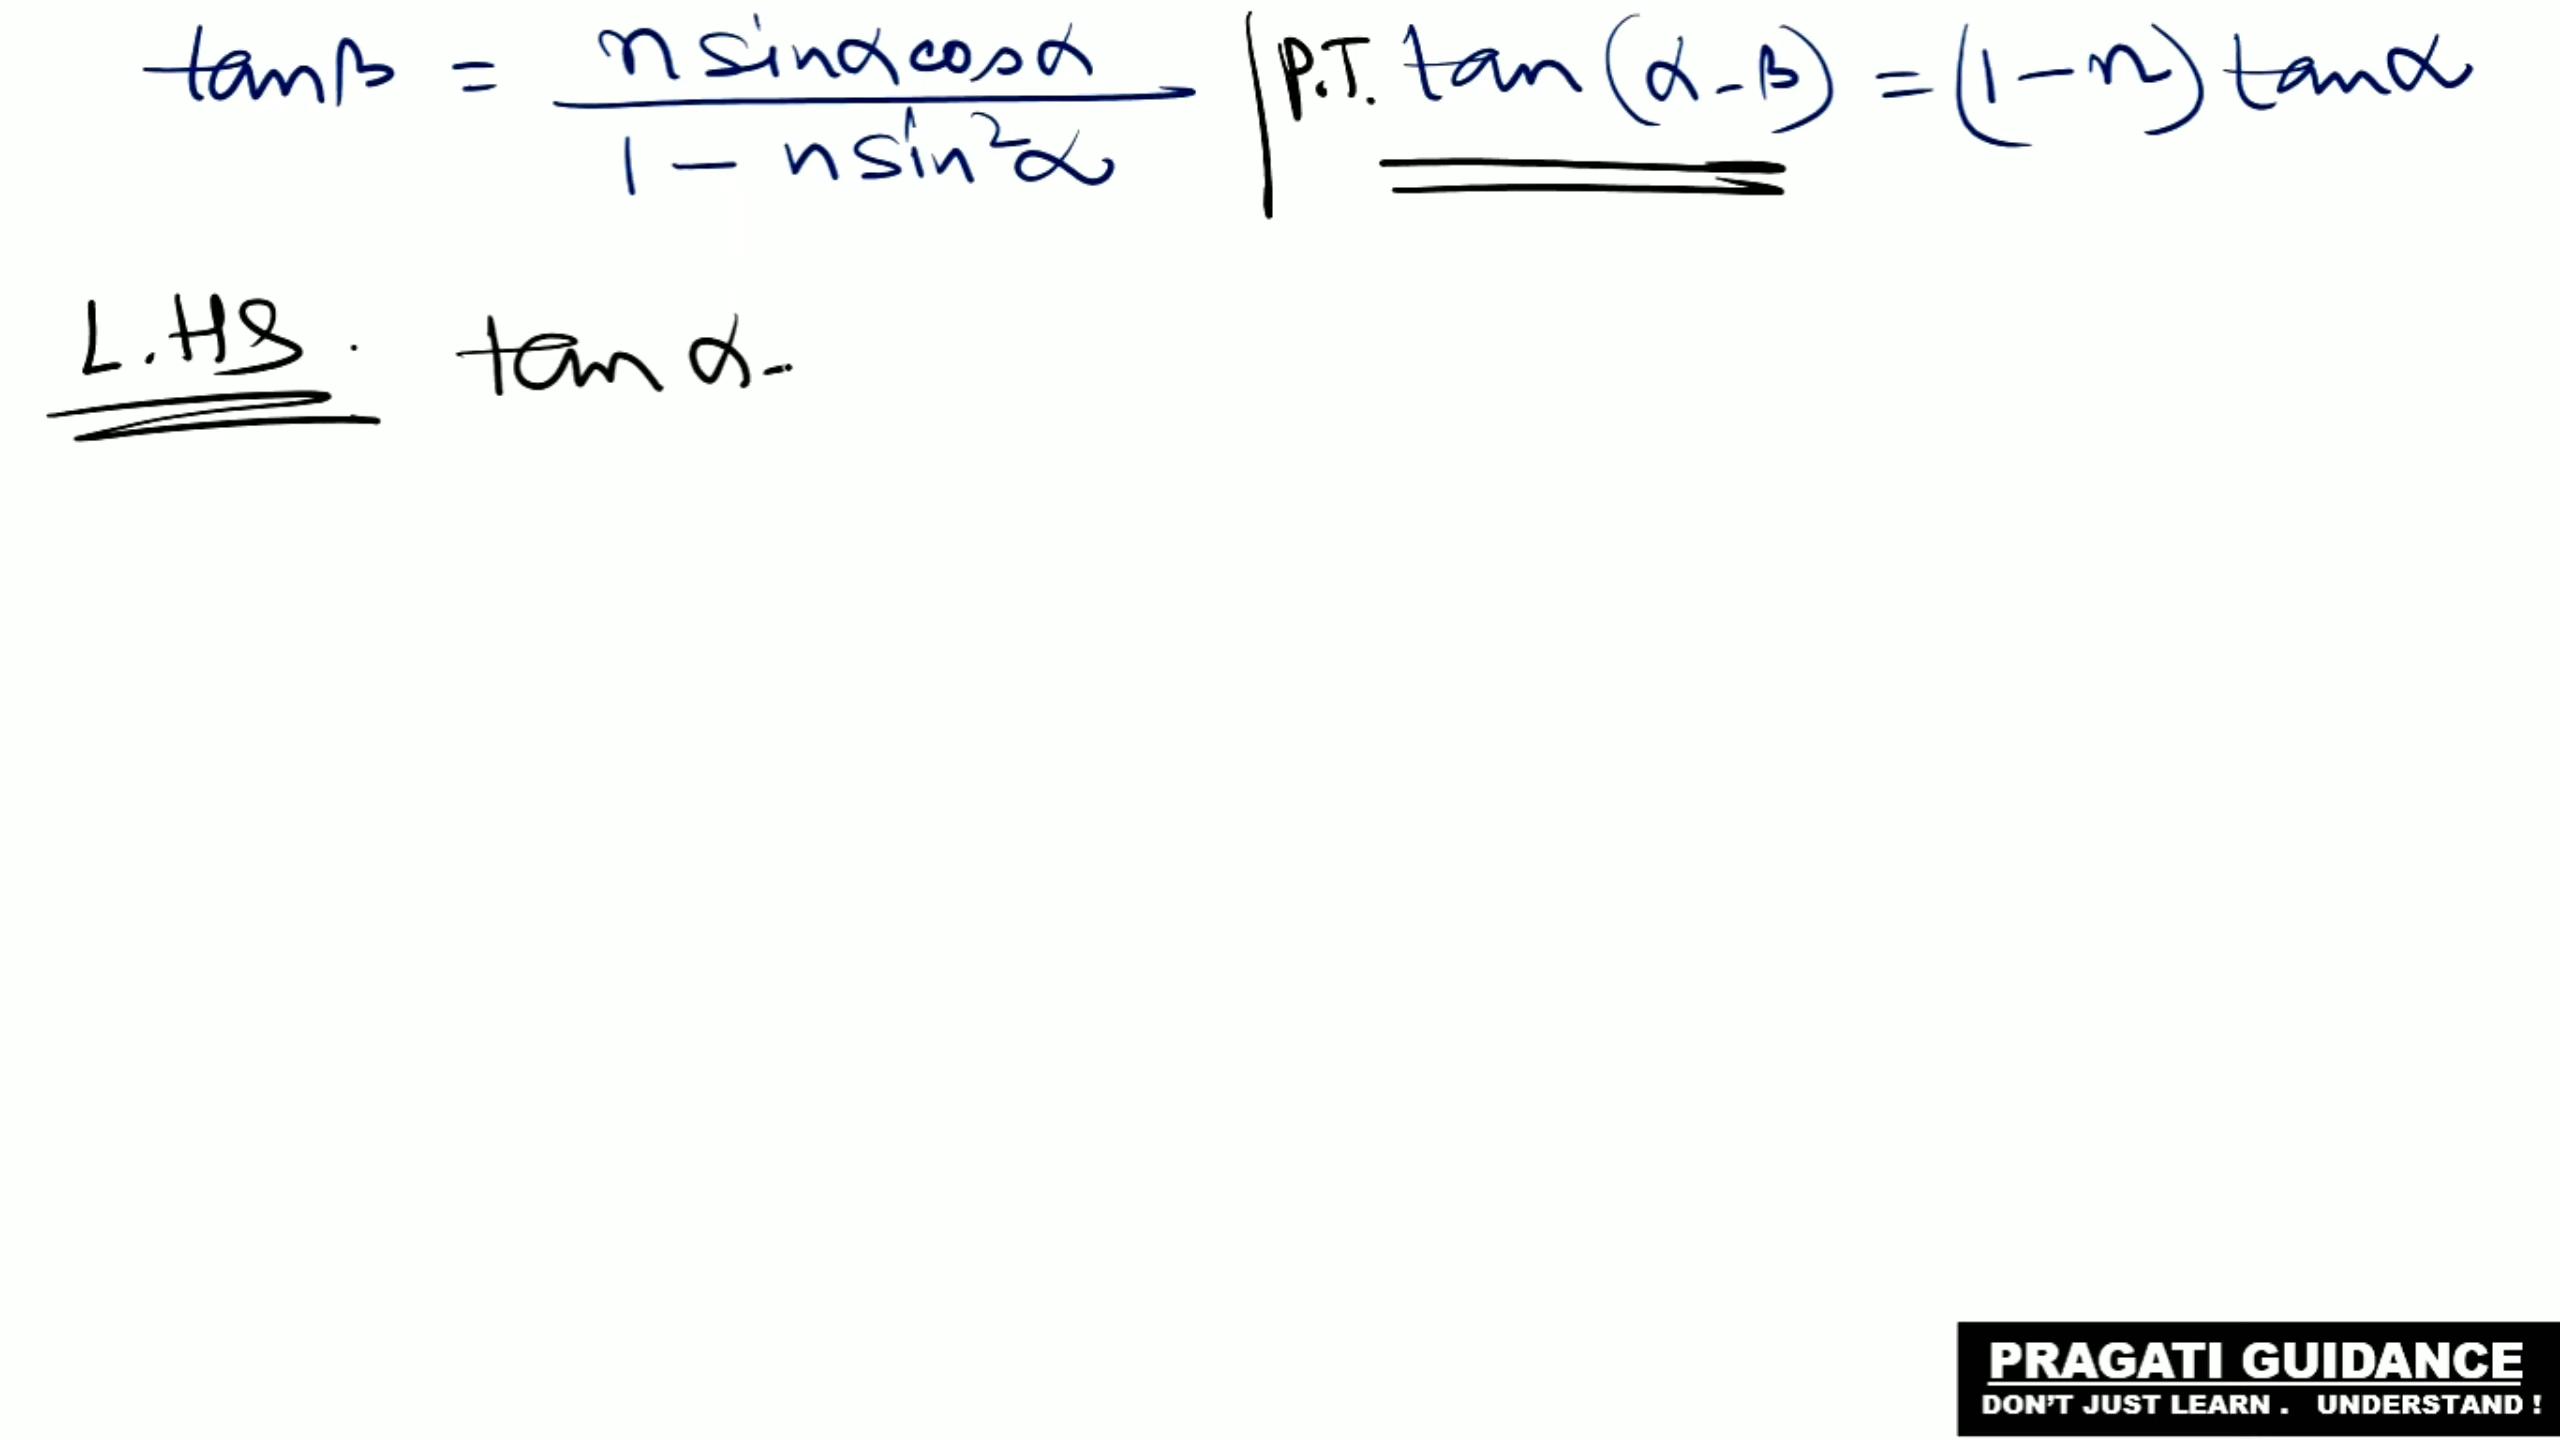 tanβ = n sinα cosα / 1 - n sin²α | P.T. tan(α-β) = (1-n) tanα
L.HS. tan α-
PRAGATI GUIDANCE
DON'T JUST LEARN. UNDERSTAND!